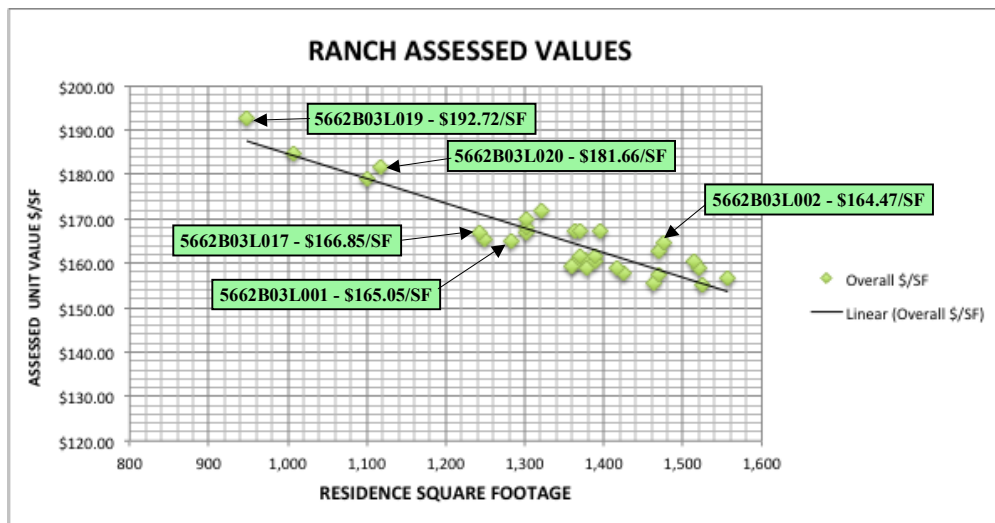 RANCH ASSESSED VALUES
$200.00
$190.00
$180.00
$170.00
$160.00
$150.00
$140.00
$130.00
$120.00
ASSESSED UNIT VALUE $/SF
5662B03L019 - $192.72/SF
5662B03L020 - $181.66/SF
5662B03L002 - $164.47/SF
5662B03L017 - $166.85/SF
5662B03L001 - $165.05/SF
Overall $/SF
Linear (Overall $/SF)
800 900 1,000 1,100 1,200 1,300 1,400 1,500 1,600
RESIDENCE SQUARE FOOTAGE